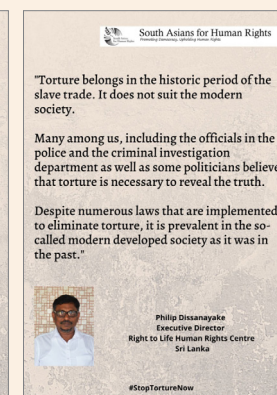 South Asians for Human Rights
Promoting Democracy, Upholding Human Rights
"Torture belongs in the historic period of the
slave trade. It does not suit the modern
society.
Many among us, including the officials in the
police and the criminal investigation
department as well as some politicians believe
that torture is necessary to reveal the truth.
Despite numerous laws that are implemented
to eliminate torture, it is prevalent in the so-
called modern developed society as it was in
the past."
Philip Dissanayake
Executive Director
Right to Life Human Rights Centre
Sri Lanka
#StopTortureNow